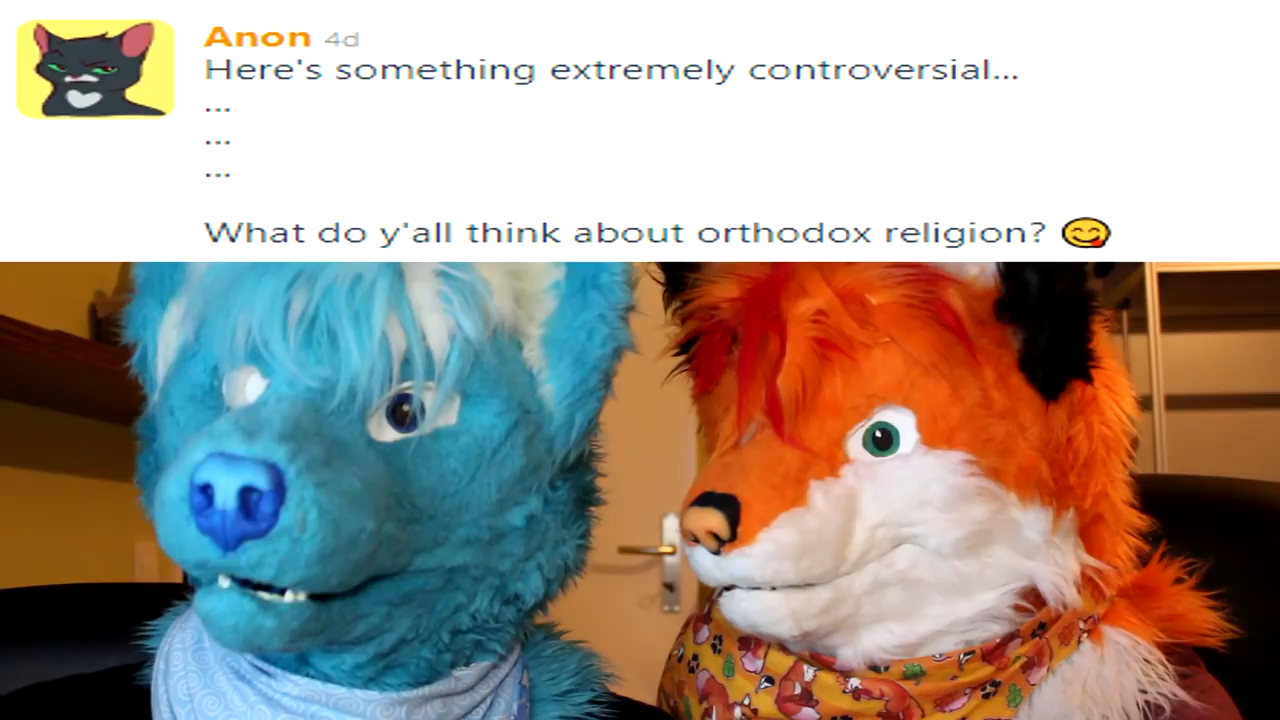 Anon 4d
Here's something extremely controversial...
...
...
...
What do y'all think about orthodox religion? 😋